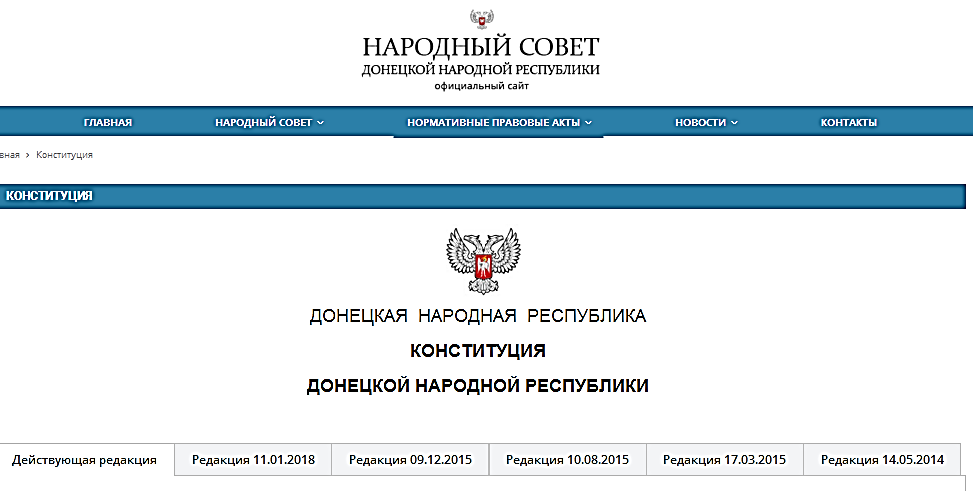 НАРОДНЫЙ СОВЕТ
ДОНЕЦКОЙ НАРОДНОЙ РЕСПУБЛИКИ
официальный сайт
ГЛАВНАЯ НАРОДНЫЙ СОВЕТ НОРМАТИВНЫЕ ПРАВОВЫЕ АКТЫ НОВОСТИ КОНТАКТЫ
вная › Конституция
КОНСТИТУЦИЯ
ДОНЕЦКАЯ НАРОДНАЯ РЕСПУБЛИКА
КОНСТИТУЦИЯ
ДОНЕЦКОЙ НАРОДНОЙ РЕСПУБЛИКИ
Действующая редакция Редакция 11.01.2018 Редакция 09.12.2015 Редакция 10.08.2015 Редакция 17.03.2015 Редакция 14.05.2014